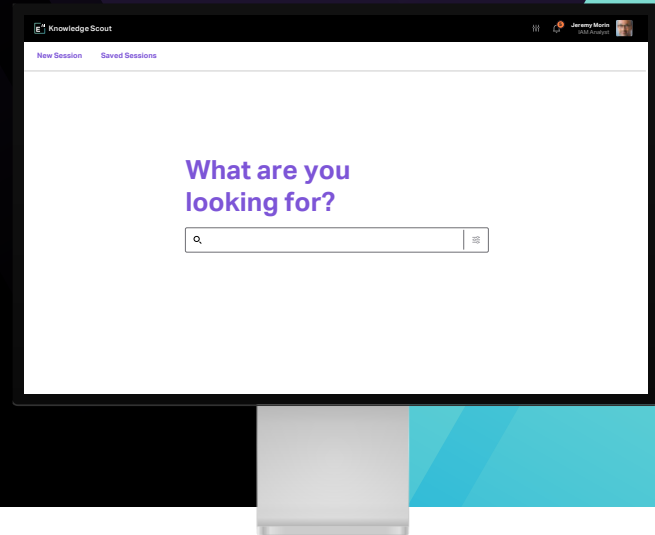 E Knowledge Scout
Jeremy Morin
IAM Analyst
New Session Saved Sessions
What are you
looking for?